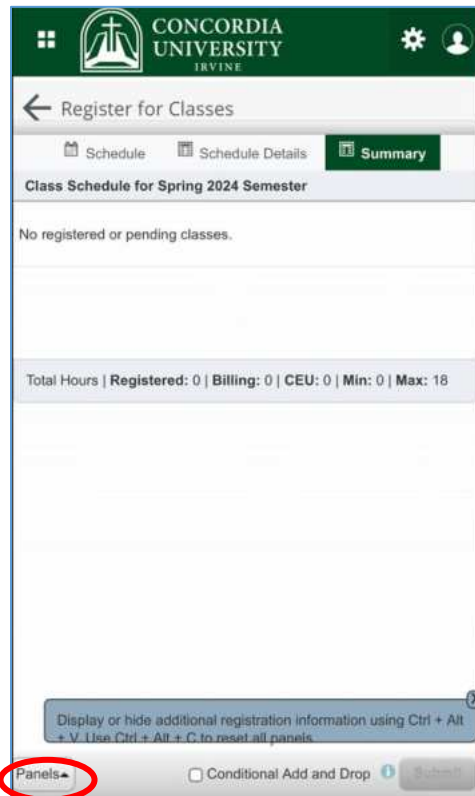 CONCORDIA
UNIVERSITY
IRVINE
Register for Classes
Schedule Schedule Details Summary
Class Schedule for Spring 2024 Semester
No registered or pending classes.
Total Hours | Registered: 0 | Billing: 0 | CEU: 0 | Min: 0 | Max: 18
Display or hide additional registration information using Ctrl + Alt
+ V. Use Ctrl + Alt + C to reset all panels.
Panels Conditional Add and Drop Submit